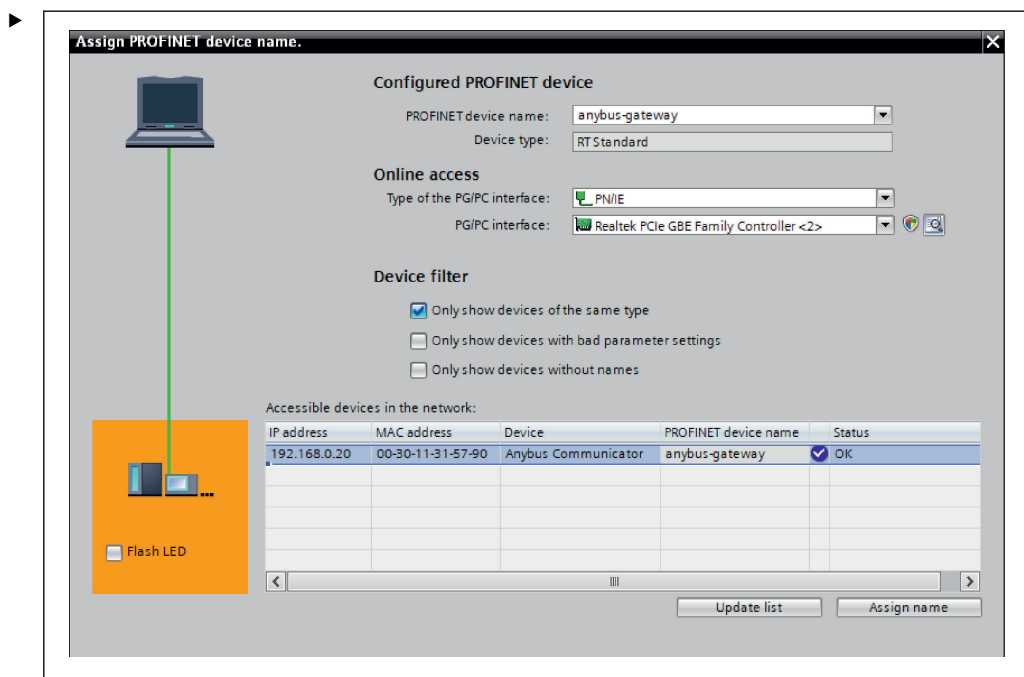 Assign PROFINET device name.
Configured PROFINET device
PROFINET device name: anybus-gateway
Device type: RT Standard
Online access
Type of the PG/PC interface: PN/IE
PG/PC interface: Realtek PCIe GBE Family Controller <2>
Device filter
Only show devices of the same type
Only show devices with bad parameter settings
Only show devices without names
Accessible devices in the network:
IP address MAC address Device PROFINET device name Status
192.168.0.20 00-30-11-31-57-90 Anybus Communicator anybus-gateway OK
...
Flash LED
Update list Assign name